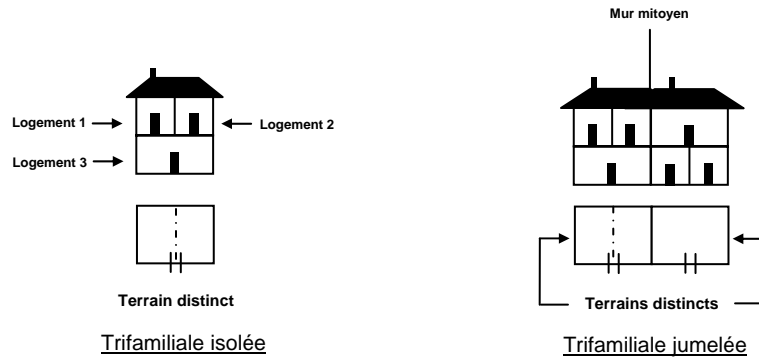 Mur mitoyen
Logement 1
Logement 2
Logement 3
Terrain distinct
Terrains distincts
Trifamiliale isolée
Trifamiliale jumelée